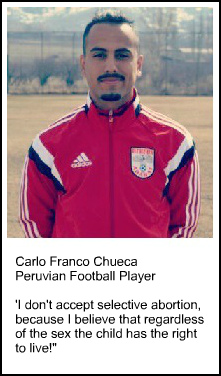 Carlo Franco Chueca
Peruvian Football Player
'I don't accept selective abortion,
because I believe that regardless
of the sex the child has the right
to live!"